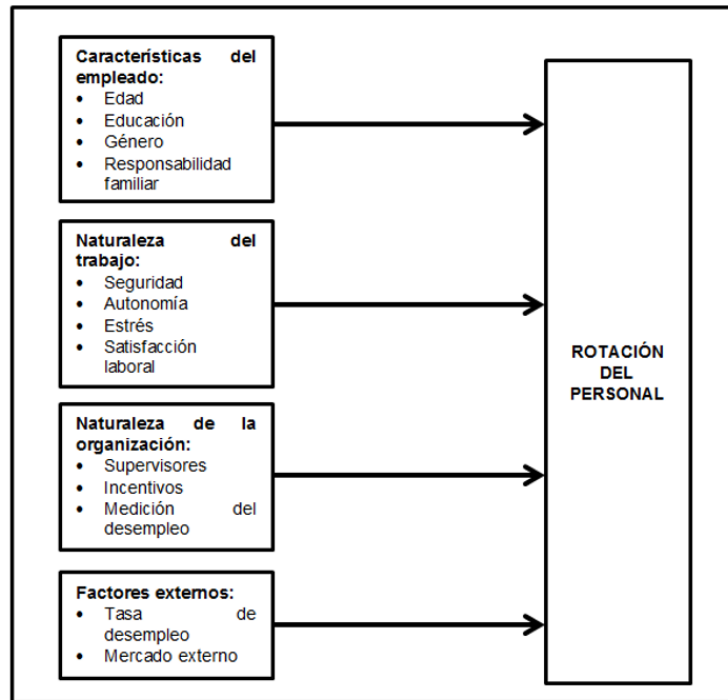 Características del
empleado:
• Edad
• Educación
• Género
• Responsabilidad
familiar
Naturaleza del
trabajo:
• Seguridad
• Autonomía
• Estrés
• Satisfacción
laboral
Naturaleza de la
organización:
• Supervisores
• Incentivos
• Medición del
desempleo
Factores externos:
• Tasa de
desempleo
• Mercado externo
ROTACIÓN
DEL
PERSONAL